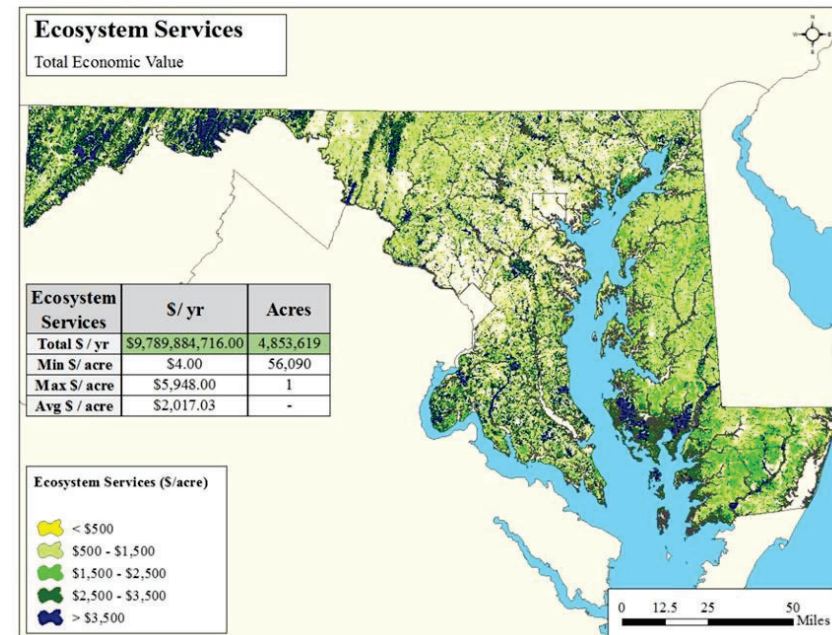 Ecosystem Services
Total Economic Value
N
W E
S
Ecosystem Services $/ yr Acres
Total $ / yr $9,789,884,716.00 4,853,619
Min $/ acre $4.00 56,090
Max $/ acre $5,948.00 1
Avg $ / acre $2,017.03 -
Ecosystem Services ($/acre)
< $500
$500 - $1,500
$1,500 - $2,500
$2,500 - $3,500
> $3,500
0 12.5 25 50
Miles